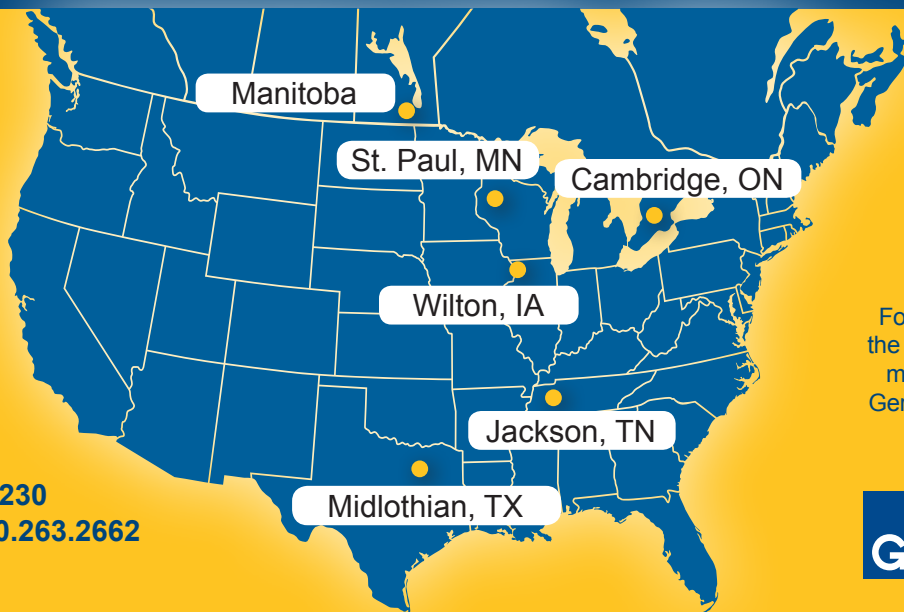 Manitoba
St. Paul, MN
Cambridge, ON
Wilton, IA
Jackson, TN
Midlothian, TX
230
0.263.2662
Fo
the
m
Ger
G